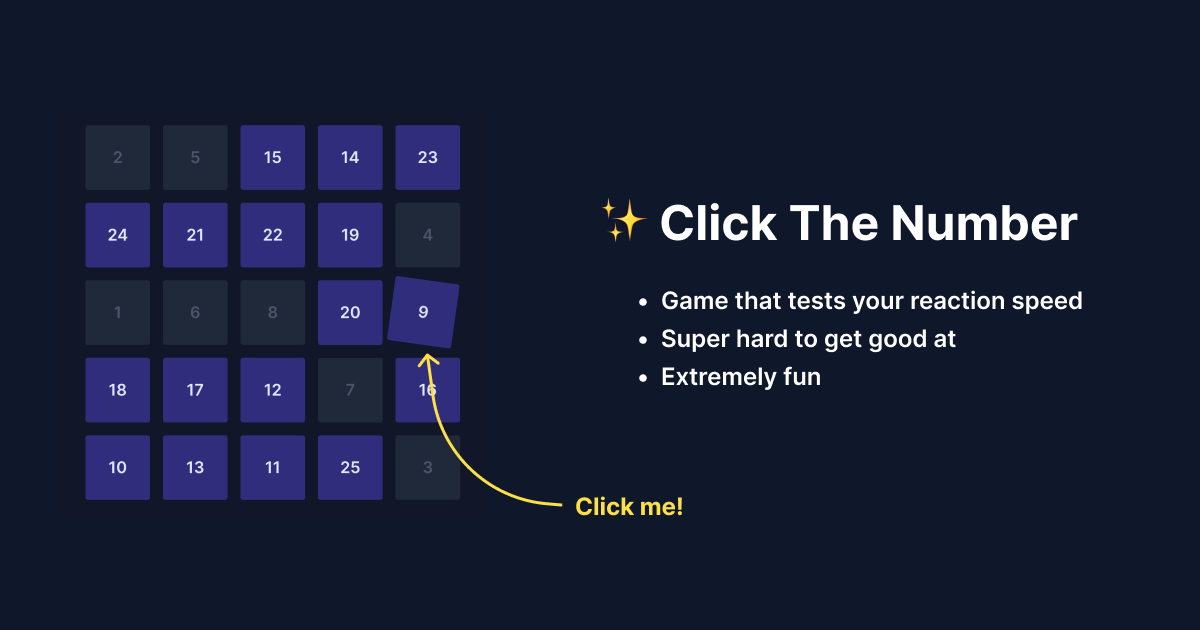 2 5 15 14 23
24 21 22 19 4
1 6 8 20 9
18 17 12 7 16
10 13 11 25 3
✨ Click The Number
• Game that tests your reaction speed
• Super hard to get good at
• Extremely fun
Click me!